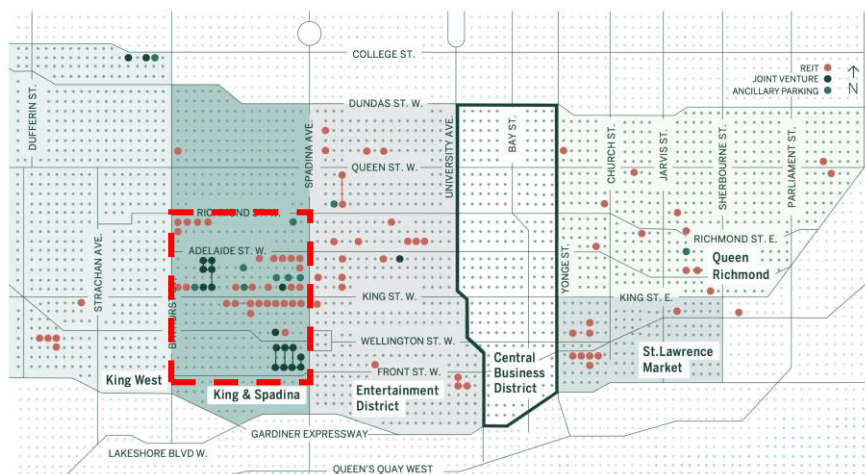 COLLEGE ST.
REIT
JOINT VENTURE
ANCILLARY PARKING
N
DUFFERIN ST.
DUNDAS ST. W.
SPADINA AVE.
UNIVERSITY AVE.
BAY ST.
CHURCH ST.
JARVIS ST.
SHERBOURNE ST.
PARLIAMENT ST.
QUEEN ST. W.
STRACHAN AVE.
ADELAIDE ST. W.
YONGE ST.
RICHMOND ST. E.
Queen
Richmond
KING ST. W.
KING ST. E.
WELLINGTON ST. W.
FRONT ST. W.
Central
Business
District
St.Lawrence
Market
King West
King & Spadina
Entertainment
District
GARDINER EXPRESSWAY
LAKESHORE BLVD W.
QUEEN'S QUAY WEST